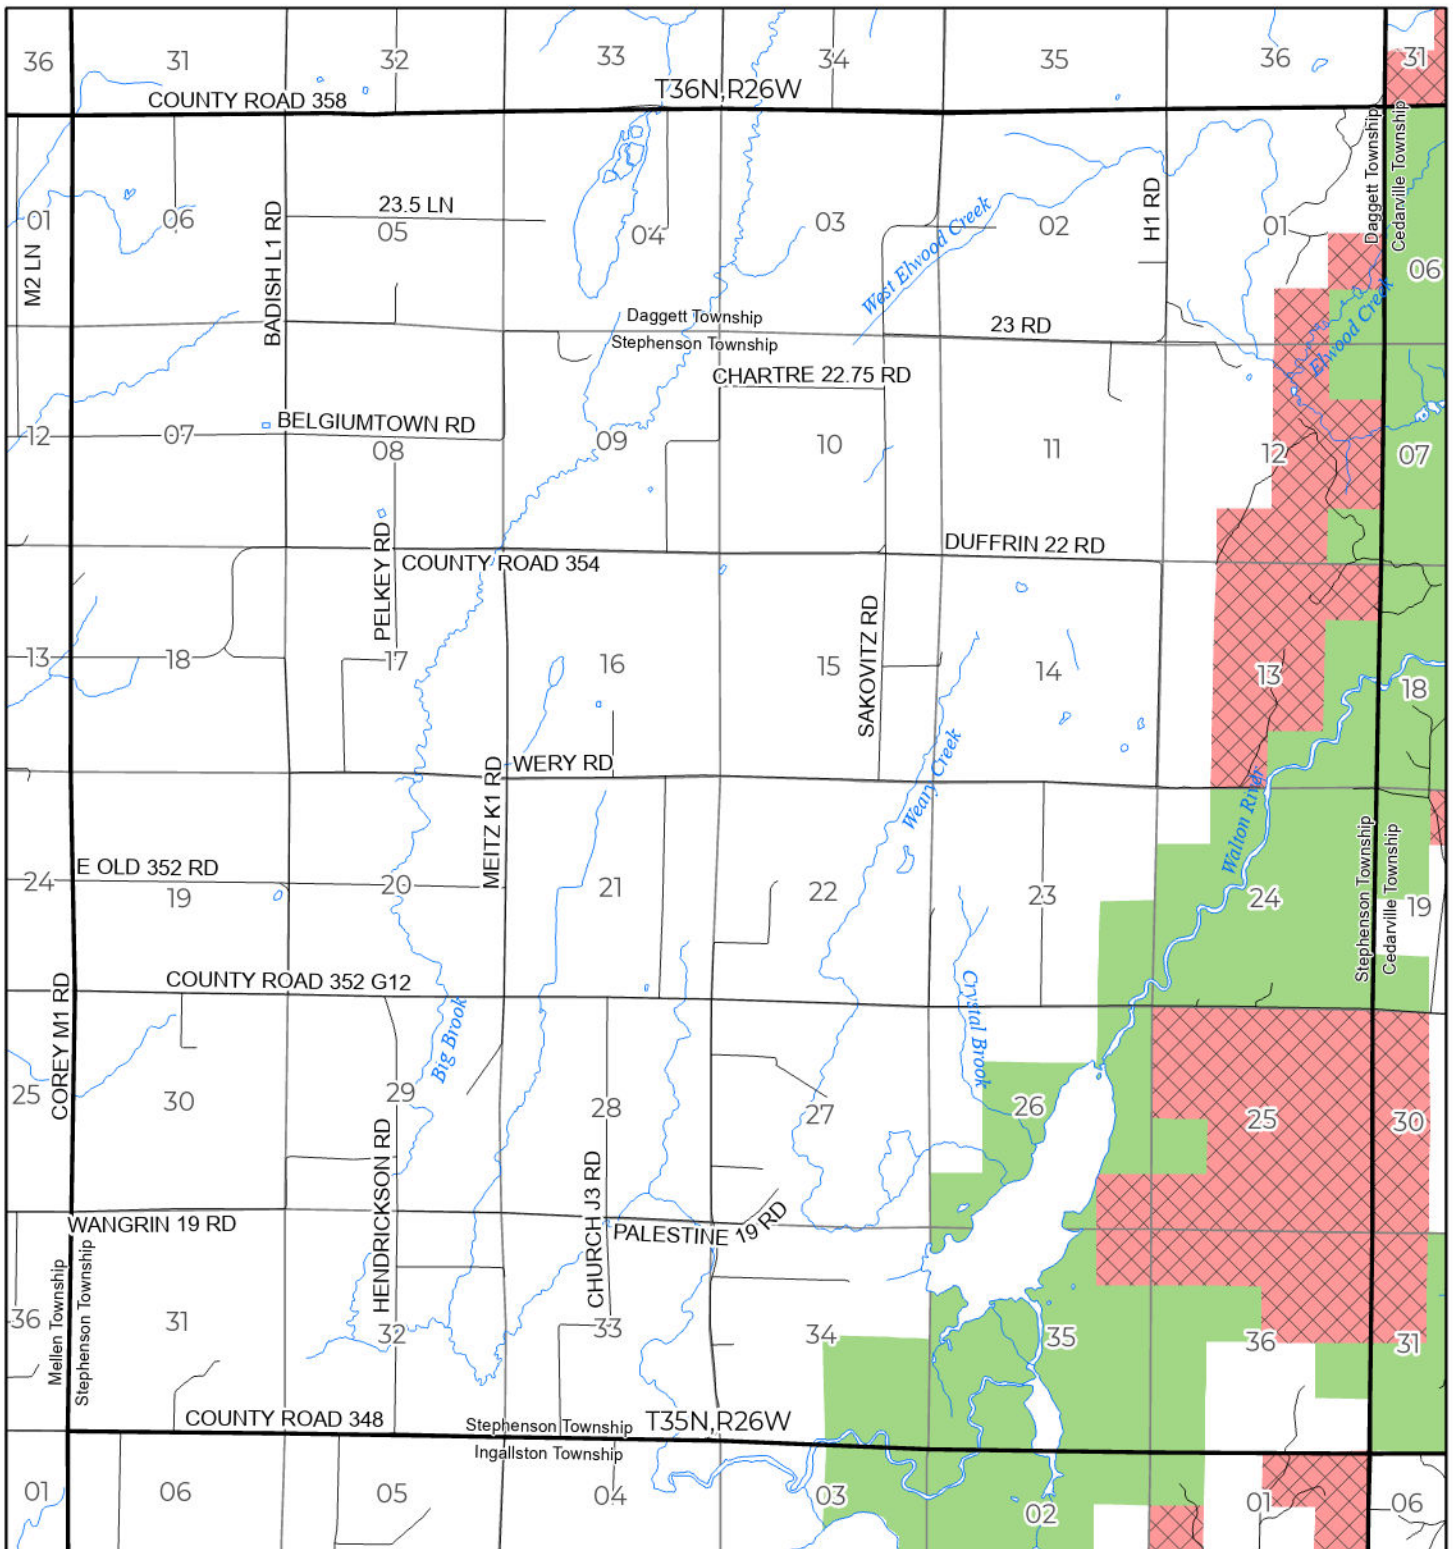 36 31 32 33 34 35 36 31
T36N,R26W
COUNTY ROAD 358
Daggett Township
Cedarville Township
01 06 23.5 LN 05 04 03 02 H1 RD 01 06
M2 LN
BADISH L1 RD
West Elwood Creek
Elwood Creek
Daggett Township
Stephenson Township
23 RD
CHARTRE 22.75 RD
BELGIUMTOWN RD
12 07 08 09 10 11 12 07
PELKEY RD
COUNTY ROAD 354
DUFFRIN 22 RD
SAKOVITZ RD
13 18 17 16 15 14 13 18
WERY RD
MEITZ K1 RD
Weary Creek
Walton River
Stephenson Township
Cedarville Township
E OLD 352 RD
24 19 20 21 22 23 24 19
COUNTY ROAD 352 G12
COREY M1 RD
Big Brook
Crystal Brook
25 30 29 28 27 26 25 30
HENDRICKSON RD
CHURCH J3 RD
WANGRIN 19 RD
PALESTINE 19 RD
Mellen Township
Stephenson Township
36 31 32 33 34 35 36 31
COUNTY ROAD 348
Stephenson Township
T35N,R26W
Ingallston Township
01 06 05 04 03 02 01 06